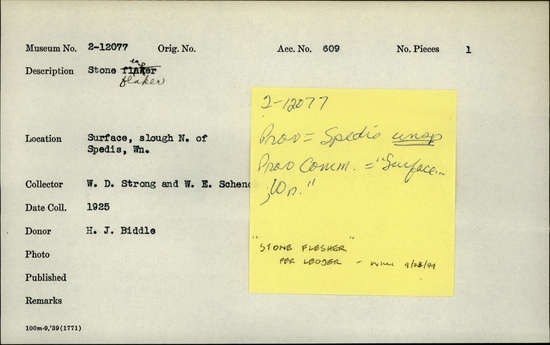 Museum No. 2-12077 Orig. No. Acc. No. 609 No. Pieces 1
Description Stone
flaker
Location Surface, slough N. of
Spedis, Wn.
Collector W. D. Strong and W. E. Schenc
Date Coll. 1925
Donor H. J. Biddle
Photo
Published
Remarks
100m-9,'39(1771)
2-12077
Prov = Spedis unsp
Prov Comm. = "Surface...
, Wn."
"STONE FLESHER"
PER LEDGER -